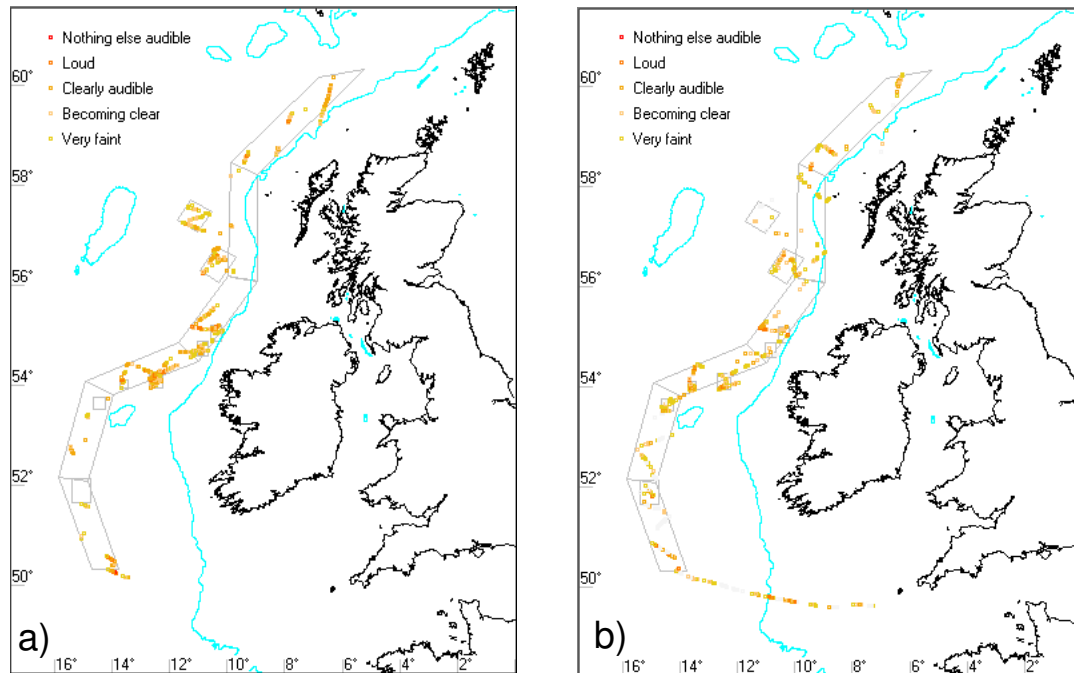 Nothing else audible
Loud
Clearly audible
Becoming clear
Very faint
60°
58°
56°
54°
52°
50°
a)
16° 14° 12° 10° 8° 6° 4° 2°
Nothing else audible
Loud
Clearly audible
Becoming clear
Very faint
60°
58°
56°
54°
52°
50°
b)
16° 14° 12° 10° 8° 6° 4° 2°